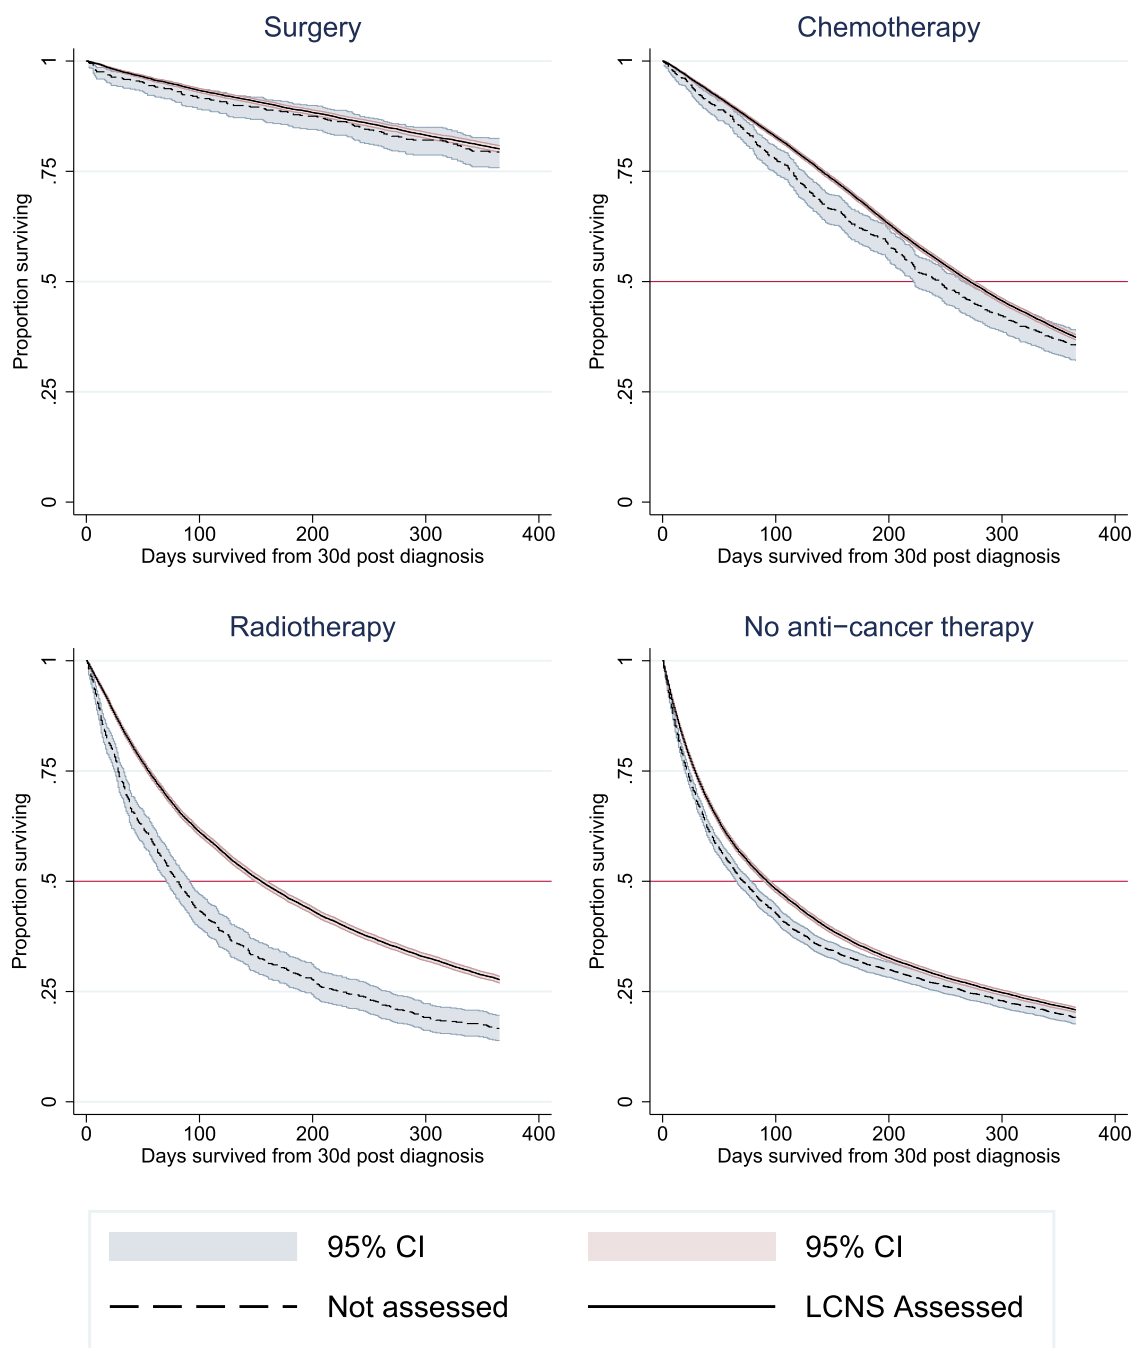 Surgery
Chemotherapy
Proportion surviving
1
.75
.5
.25
0
0 100 200 300 400
Days survived from 30d post diagnosis
Proportion surviving
1
.75
.5
.25
0
0 100 200 300 400
Days survived from 30d post diagnosis
Radiotherapy
No anti−cancer therapy
Proportion surviving
1
.75
.5
.25
0
0 100 200 300 400
Days survived from 30d post diagnosis
Proportion surviving
1
.75
.5
.25
0
0 100 200 300 400
Days survived from 30d post diagnosis
95% CI
95% CI
Not assessed
LCNS Assessed